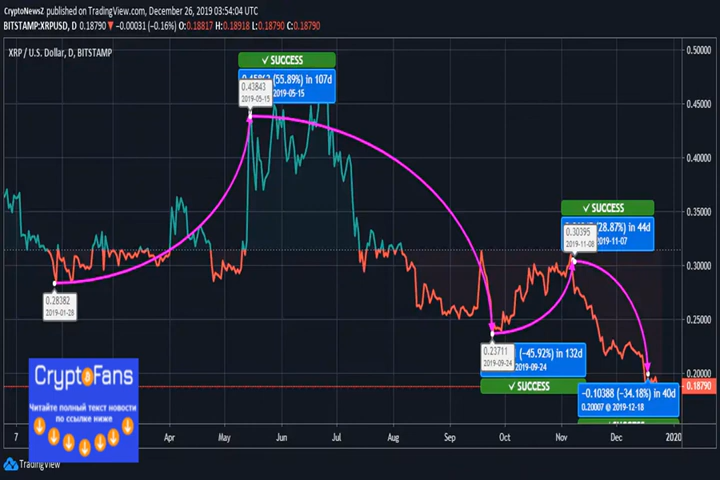 CryptoNewsZ published on TradingView.com, December 26, 2019 03:54:04 UTC
BITSTAMP:XRPUSD, D 0.18790 ▼ −0.00031 (−0.16%) O:0.18817 H:0.18918 L:0.18790 C:0.18790
XRP / U.S. Dollar, D, BITSTAMP
0.50000
✓ SUCCESS
(55.89%) in 107d
2019-05-15
0.43843
2019-05-15
0.45000
0.40000
0.35000
✓ SUCCESS
(28.87%) in 44d
2019-11-07
0.30395
2019-11-08
0.30000
0.28382
2019-01-28
0.25000
0.23711
2019-09-24
(−45.92%) in 132d
2019-09-24
✓ SUCCESS
0.20000
0.18790
−0.10388 (−34.18%) in 40d
0.20007 @ 2019-12-18
CryptoFans
Читайте полный текст новости
по ссылке ниже
7 Apr May Jun Jul Aug Sep Oct Nov Dec 2020
TradingView